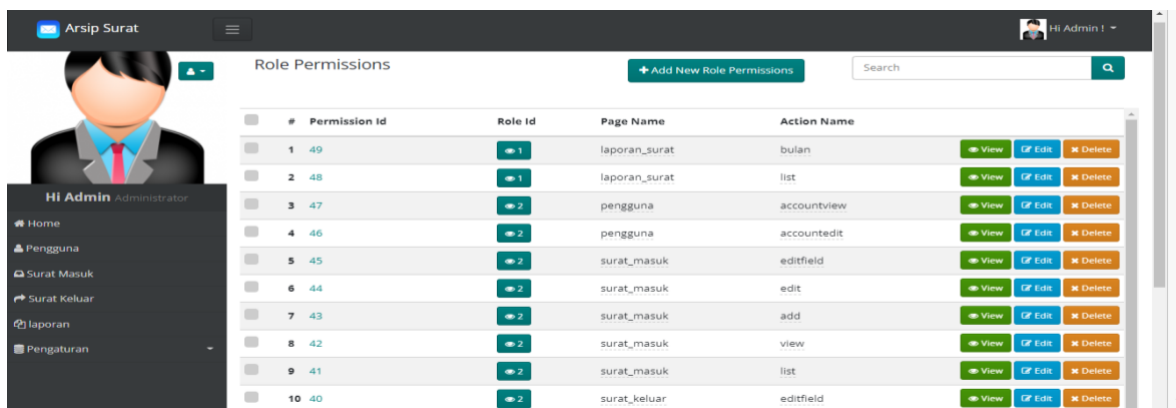 Arsip Surat
Hi Admin !
Role Permissions
Add New Role Permissions
Search
# Permission Id Role Id Page Name Action Name
1 49 1 laporan_surat bulan View Edit Delete
2 48 1 laporan_surat list View Edit Delete
3 47 2 pengguna accountview View Edit Delete
4 46 2 pengguna accountedit View Edit Delete
5 45 2 surat_masuk editfield View Edit Delete
6 44 2 surat_masuk edit View Edit Delete
7 43 2 surat_masuk add View Edit Delete
8 42 2 surat_masuk view View Edit Delete
9 41 2 surat_masuk list View Edit Delete
10 40 2 surat_keluar editfield View Edit Delete
Hi Admin Administrator
Home
Pengguna
Surat Masuk
Surat Keluar
laporan
Pengaturan